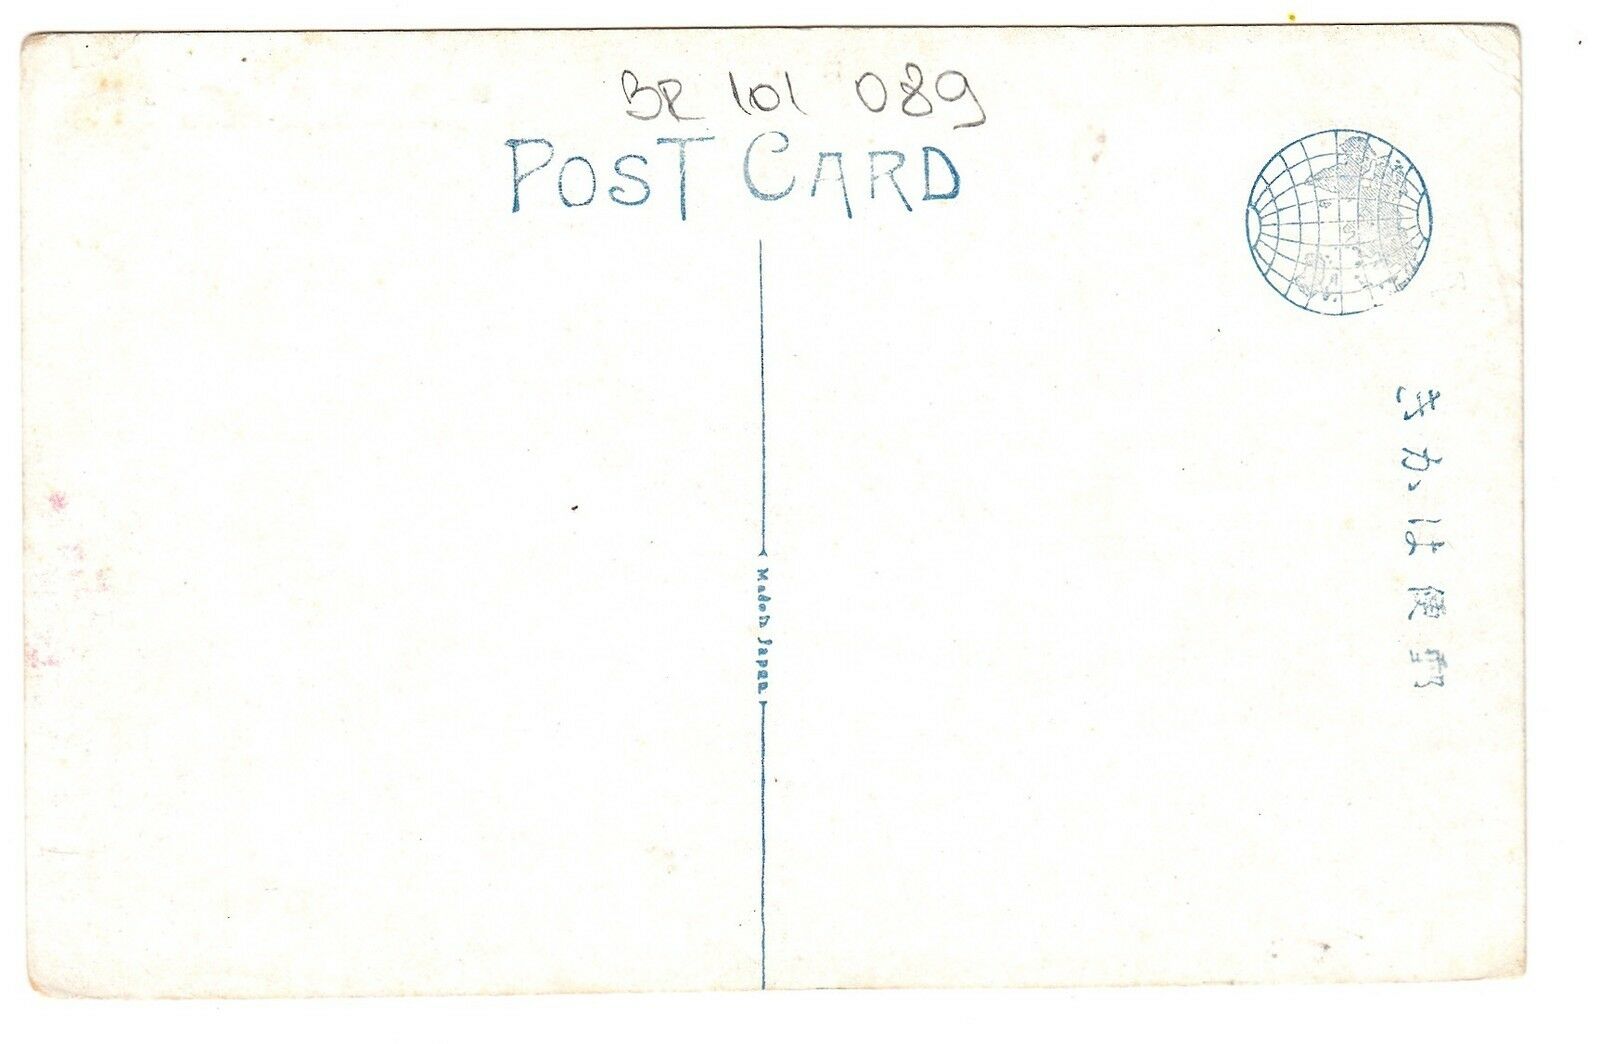 BR 101 089
POST CARD
Made in Japan
きかは便郵